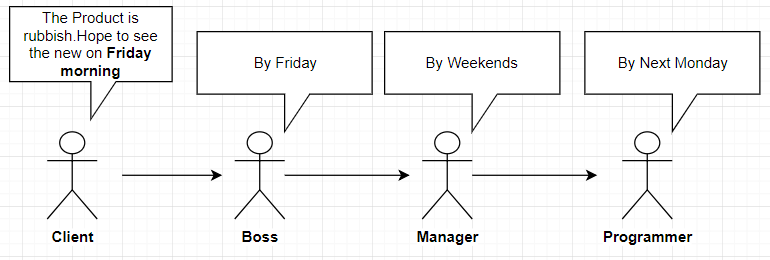 The Product is
rubbish.Hope to see
the new on Friday
morning
By Friday
By Weekends
By Next Monday
Client
Boss
Manager
Programmer